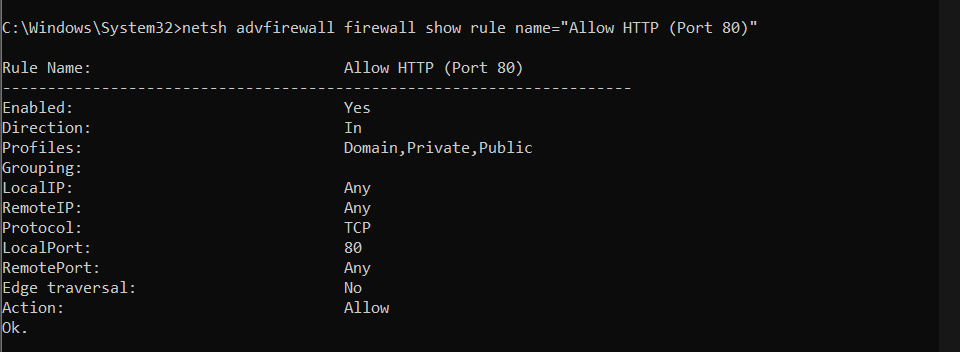 C:\Windows\System32>netsh advfirewall firewall show rule name="Allow HTTP (Port 80)"
Rule Name:                            Allow HTTP (Port 80)
----------------------------------------------------------------------
Enabled:                              Yes
Direction:                            In
Profiles:                             Domain,Private,Public
Grouping:
LocalIP:                              Any
RemoteIP:                             Any
Protocol:                             TCP
LocalPort:                            80
RemotePort:                           Any
Edge traversal:                       No
Action:                               Allow
Ok.